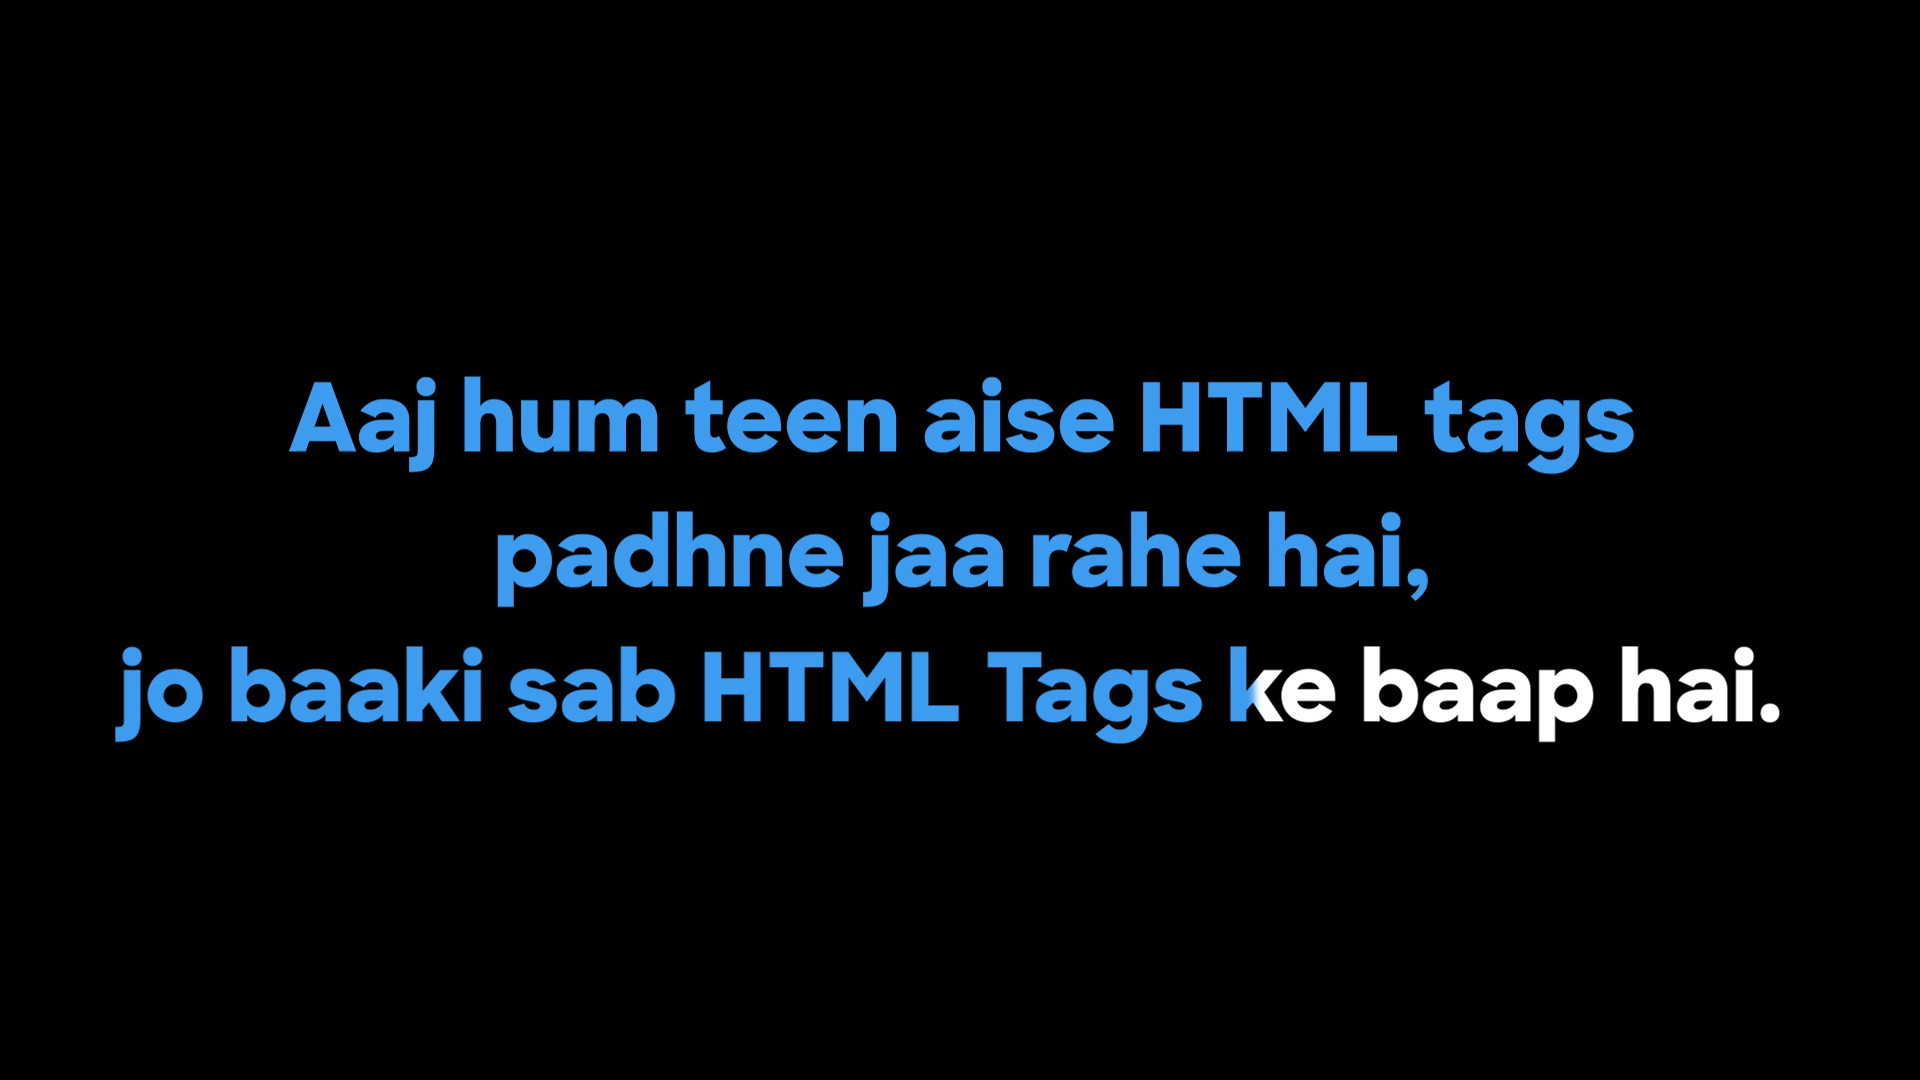 Aaj hum teen aise HTML tags
padhne jaa rahe hai,
jo baaki sab HTML Tags ke baap hai.